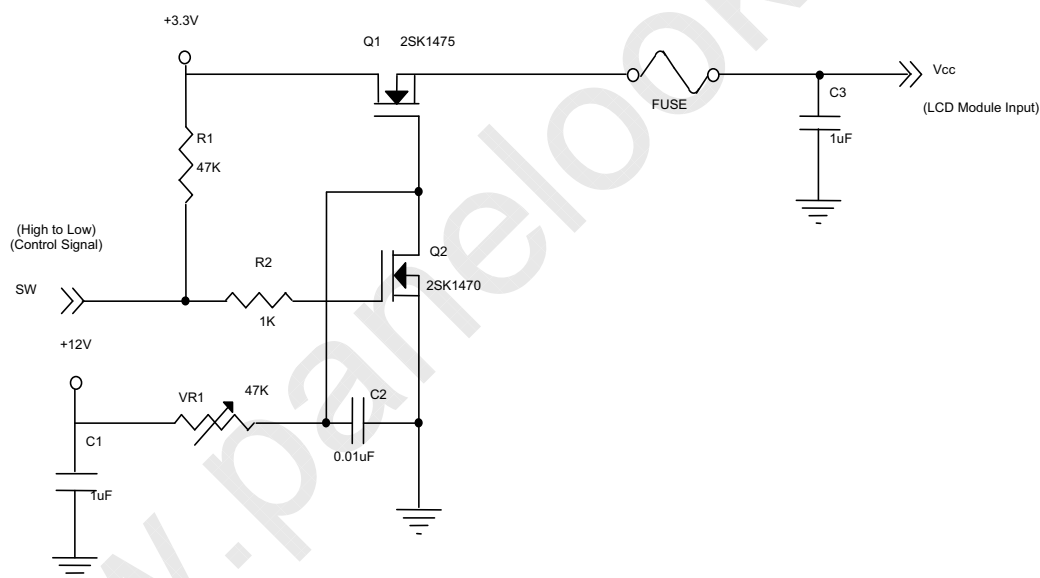 +3.3V
Q1 2SK1475
Vcc
FUSE
C3
(LCD Module Input)
1uF
R1
47K
(High to Low)
(Control Signal)
Q2
R2
SW
2SK1470
1K
+12V
VR1
47K
C2
C1
0.01uF
1uF
w.panelook